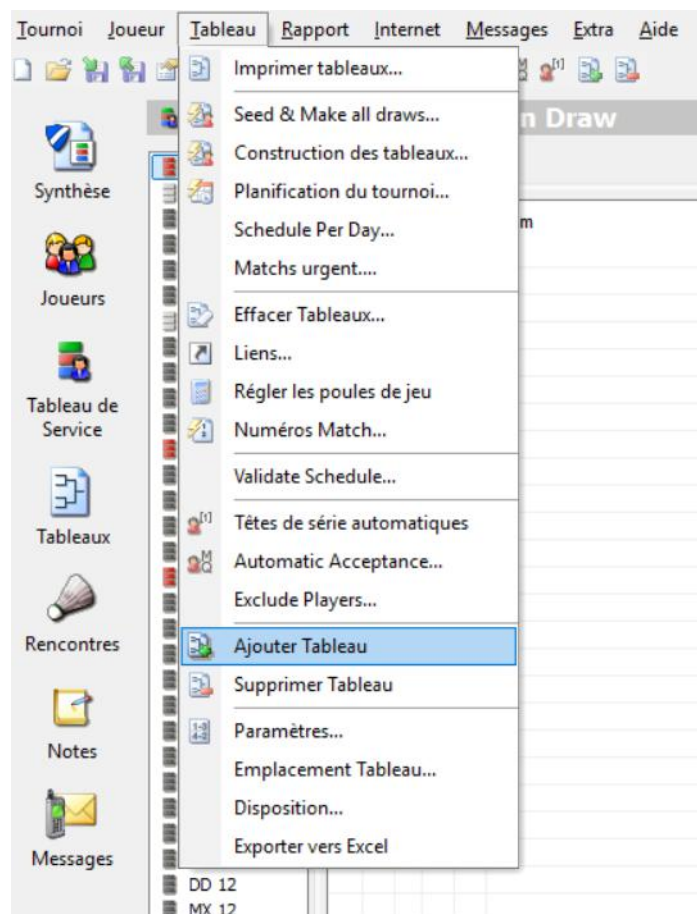 Tournoi Joueur Tableau Rapport Internet Messages Extra Aide
Imprimer tableaux...
n Draw
Seed & Make all draws...
Construction des tableaux...
Planification du tournoi...
m
Schedule Per Day...
Matchs urgent....
Effacer Tableaux...
Liens...
Régler les poules de jeu
Numéros Match...
Validate Schedule...
Têtes de série automatiques
Automatic Acceptance...
Exclude Players...
Ajouter Tableau
Supprimer Tableau
Paramètres...
Emplacement Tableau...
Disposition...
Exporter vers Excel
Synthèse
Joueurs
Tableau de
Service
Tableaux
Rencontres
Notes
Messages
DD 12
MX 12